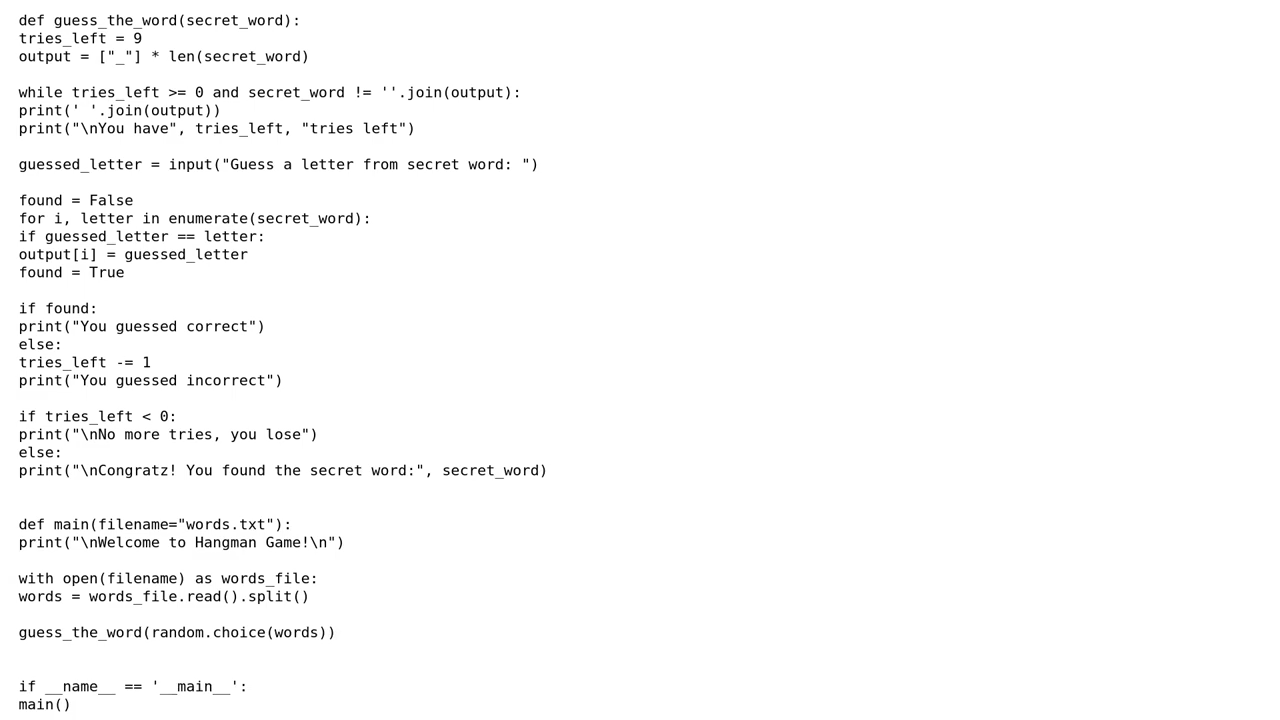 def guess_the_word(secret_word):
tries_left = 9
output = ["_"] * len(secret_word)

while tries_left >= 0 and secret_word != ''.join(output):
print(' '.join(output))
print("\nYou have", tries_left, "tries left")

guessed_letter = input("Guess a letter from secret word: ")

found = False
for i, letter in enumerate(secret_word):
if guessed_letter == letter:
output[i] = guessed_letter
found = True

if found:
print("You guessed correct")
else:
tries_left -= 1
print("You guessed incorrect")

if tries_left < 0:
print("\nNo more tries, you lose")
else:
print("\nCongratz! You found the secret word:", secret_word)


def main(filename="words.txt"):
print("\nWelcome to Hangman Game!\n")

with open(filename) as words_file:
words = words_file.read().split()

guess_the_word(random.choice(words))


if __name__ == '__main__':
main()